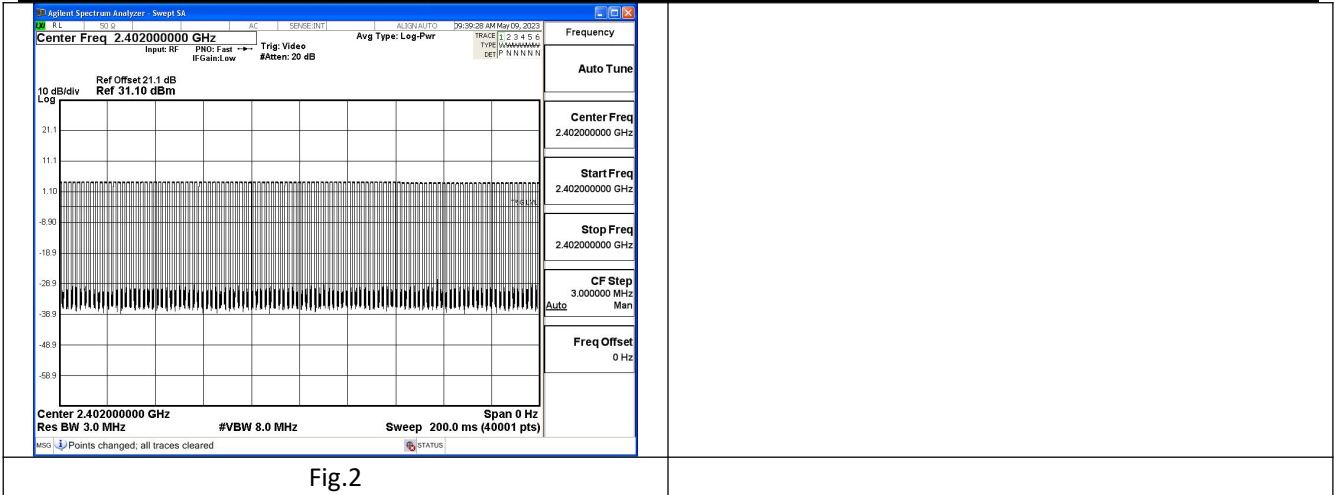 Agilent Spectrum Analyzer - Swept SA
RL 50 Ω AC SENSE:INT ALIGN AUTO 09:39:28 AM May 09, 2023
Center Freq 2.402000000 GHz
Input: RF PNO: Fast Trig: Video
IFGain:Low #Atten: 20 dB
Avg Type: Log-Pwr
TRACE 1 2 3 4 5 6
TYPE
DET P N N N N N
Ref Offset 21.1 dB
10 dB/div Ref 31.10 dBm
Log
21.1
11.1
1.10
-8.90
-18.9
-28.9
-38.9
-48.9
-58.9
Center 2.402000000 GHz Span 0 Hz
Res BW 3.0 MHz #VBW 8.0 MHz Sweep 200.0 ms (40001 pts)
MSG Points changed; all traces cleared STATUS
Frequency
Auto Tune
Center Freq
2.402000000 GHz
Start Freq
2.402000000 GHz
Stop Freq
2.402000000 GHz
CF Step
3.000000 MHz
Auto Man
Freq Offset
0 Hz
Fig.2